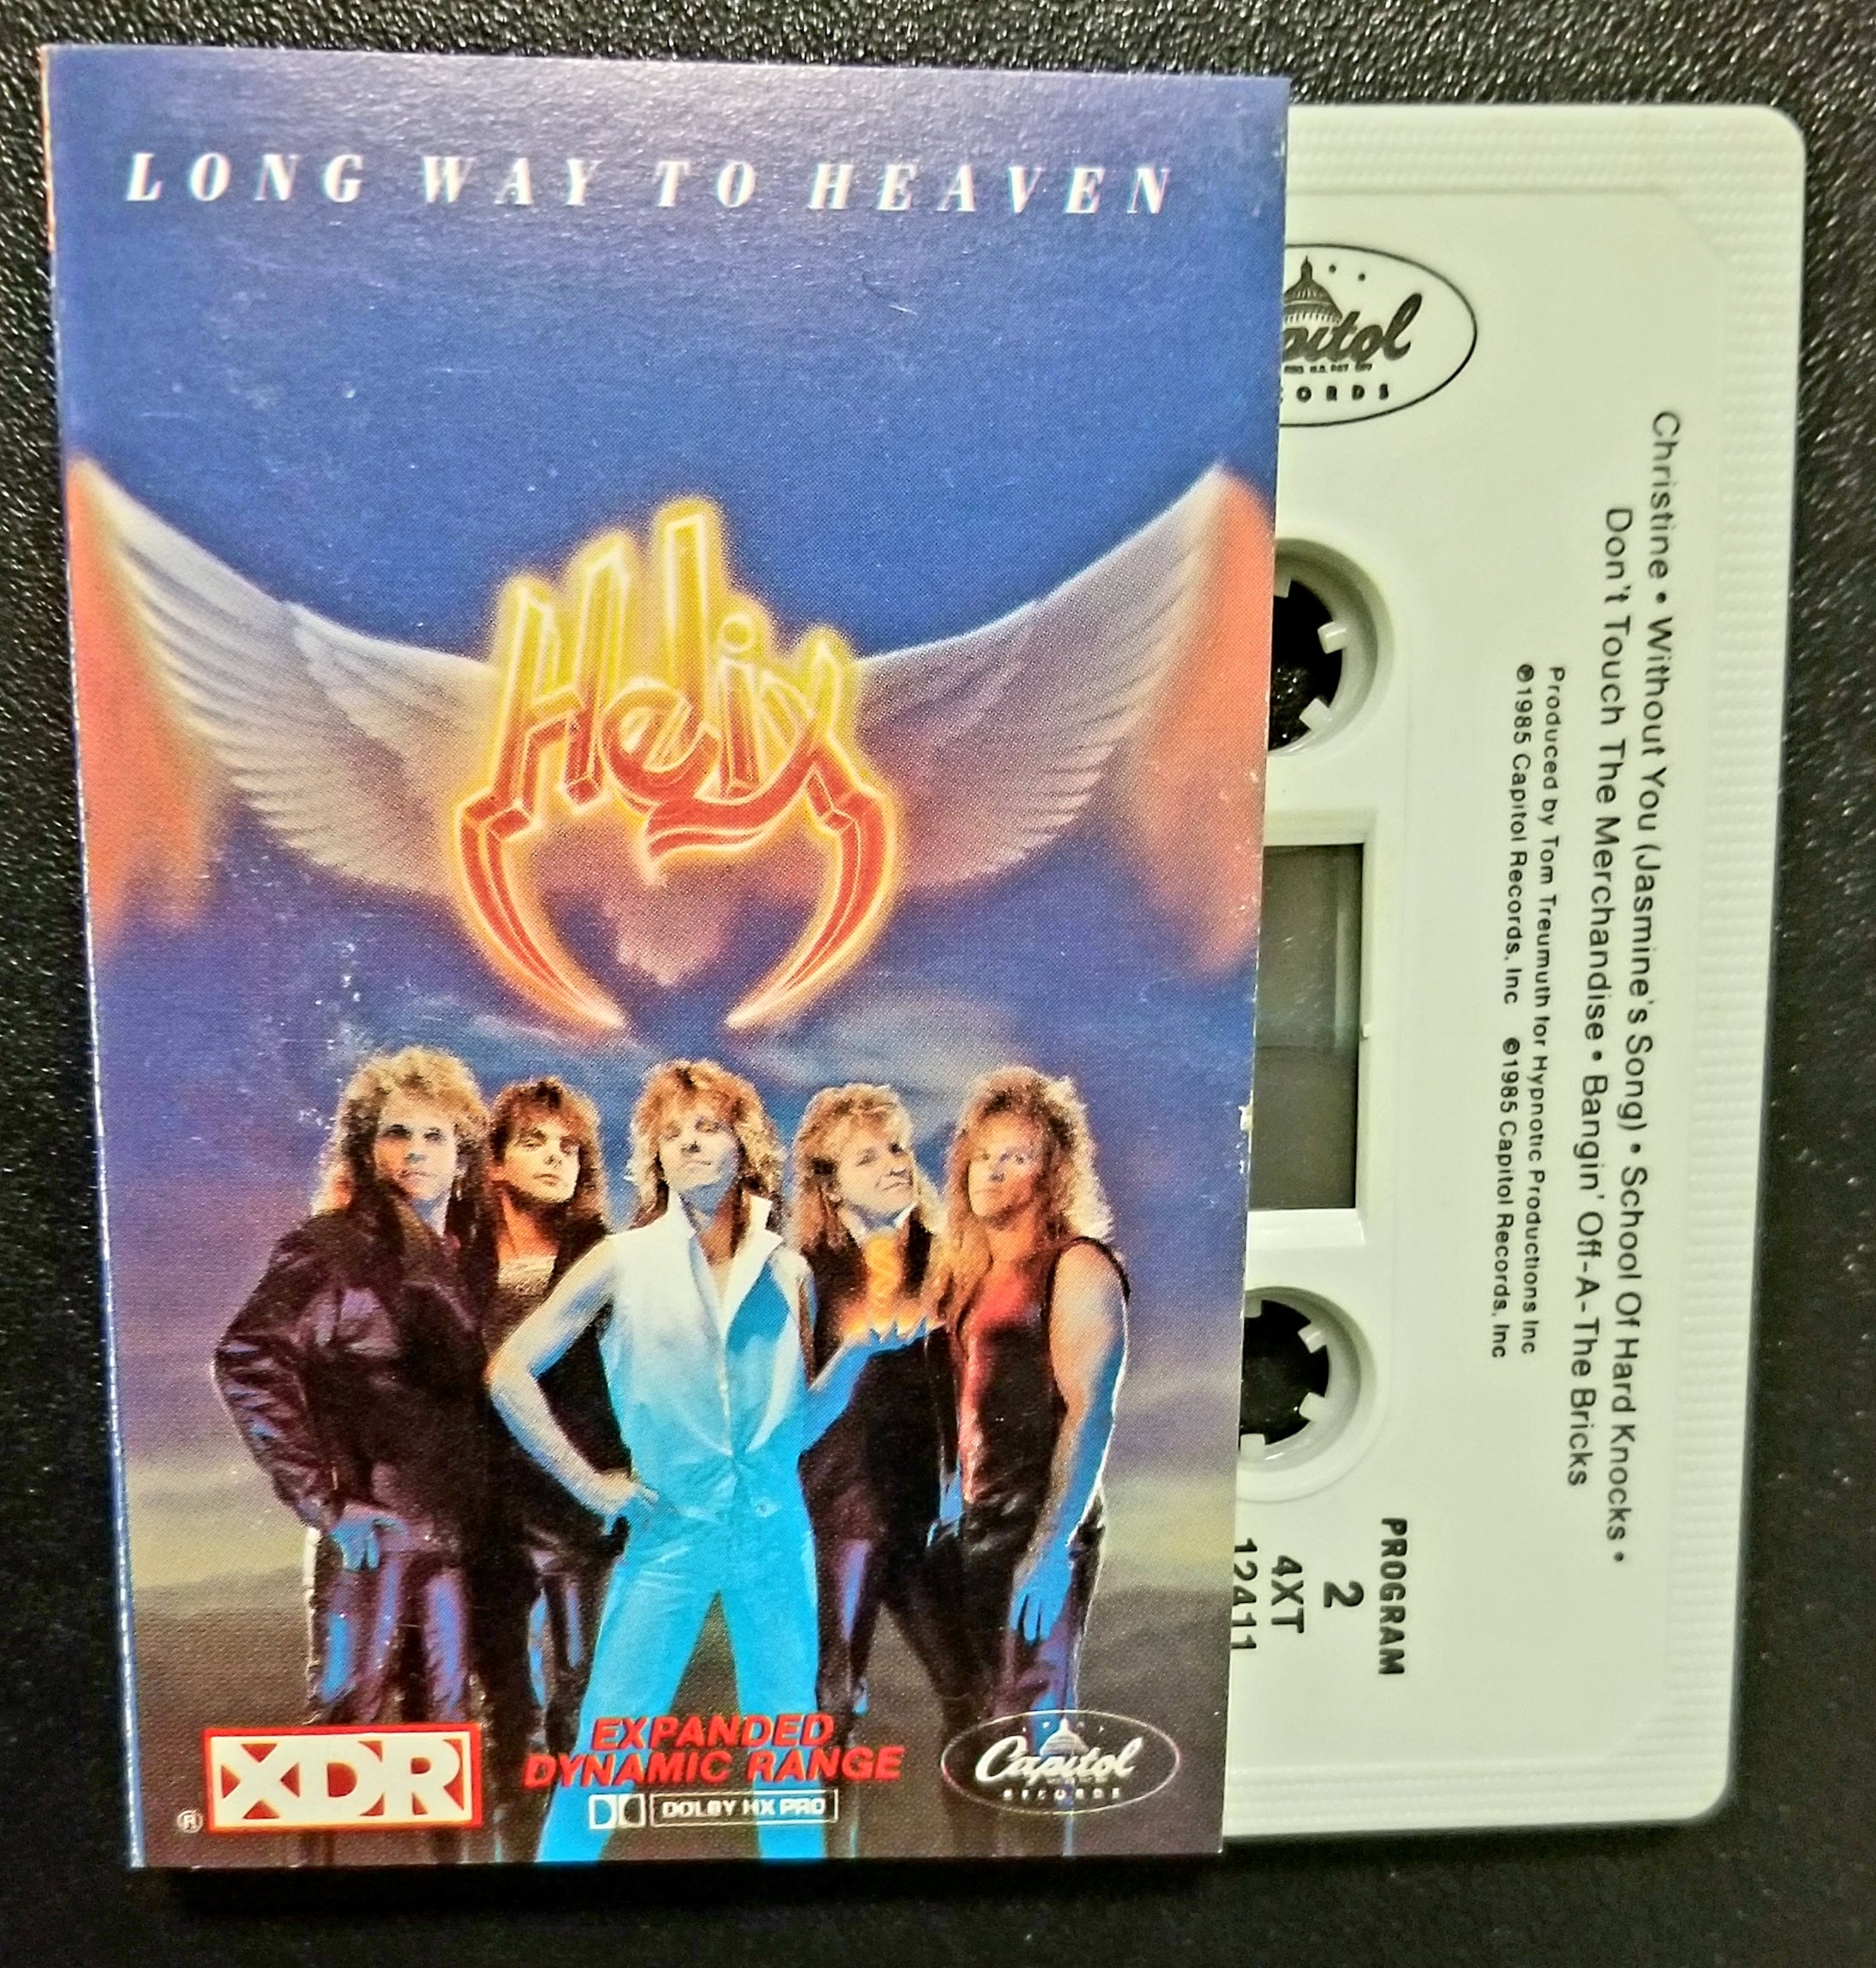 LONG WAY TO HEAVEN
Helix
XDR
®
EXPANDED
DYNAMIC RANGE
DOLBY HX PRO
Capitol
RECORDS
Christine • Without You (Jasmine's Song) • School Of Hard Knocks •
Don't Touch The Merchandise • Bangin' Off-A-The Bricks
Produced by Tom Treumuth for Hypnotic Productions Inc
℗1985 Capitol Records, Inc ©1985 Capitol Records, Inc
PROGRAM
2
4XT
12411